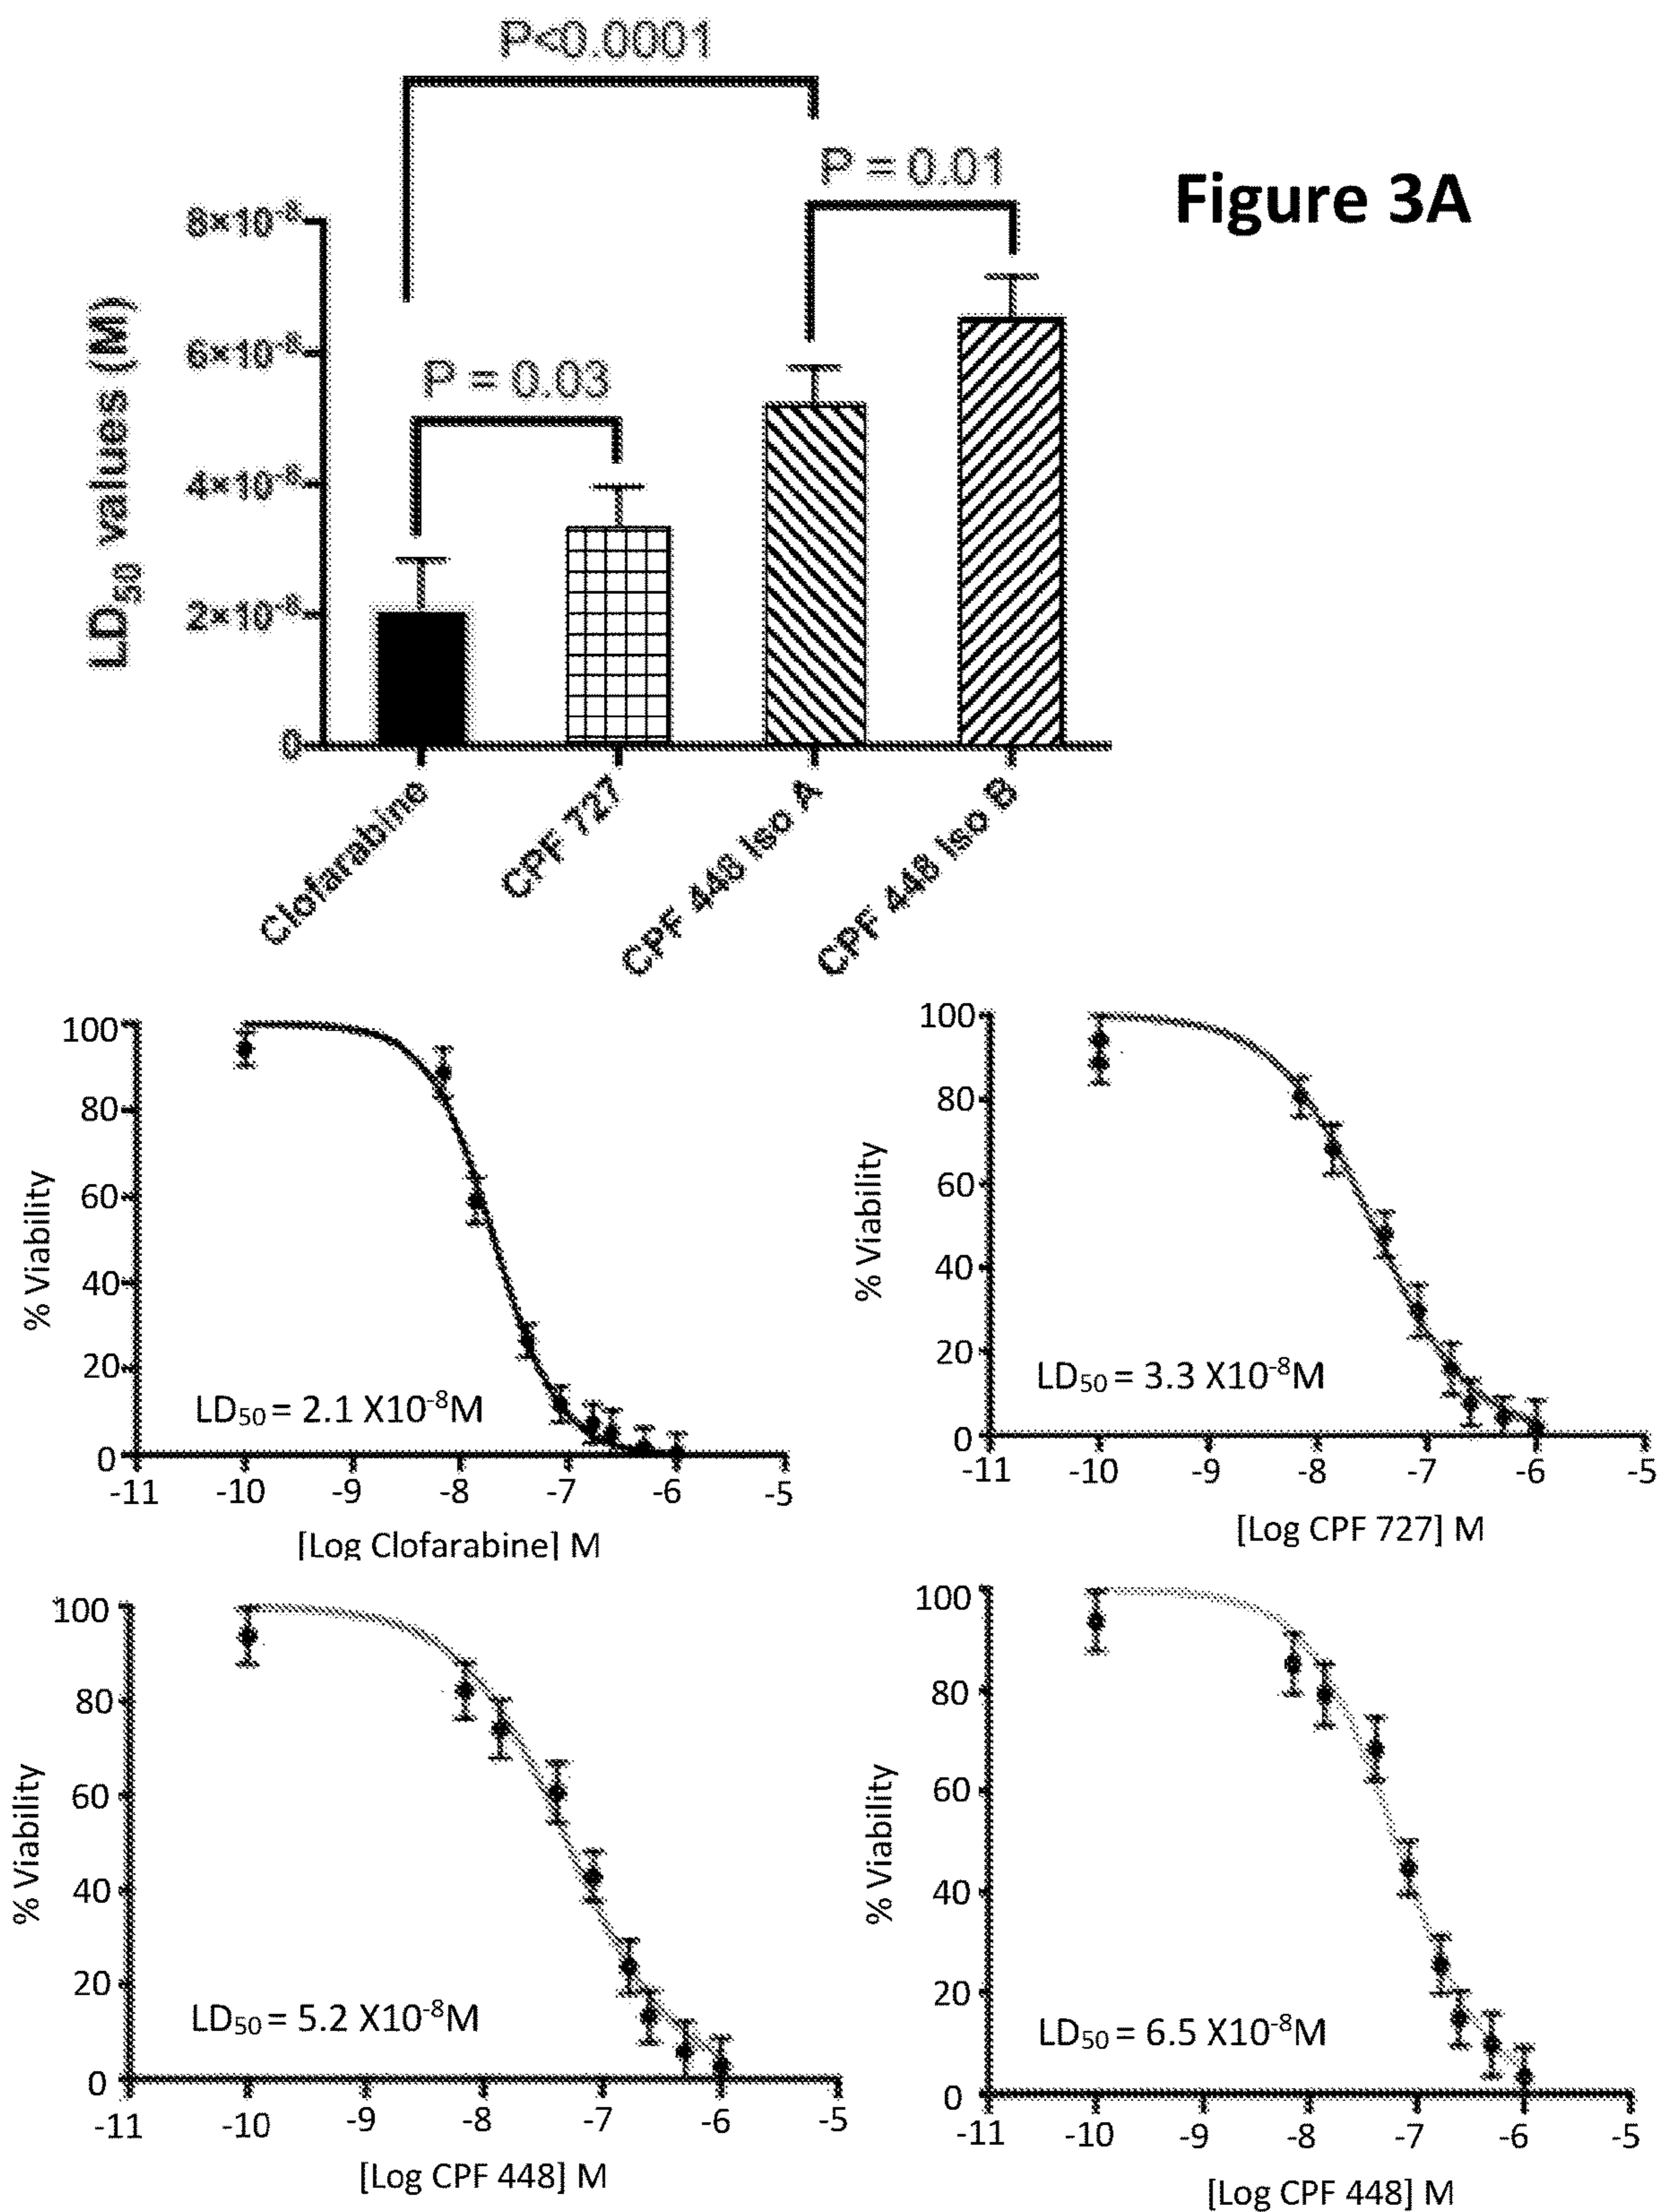 P<0.0001
P = 0.01
Figure 3A
8×10⁻⁸
6×10⁻⁸
P = 0.03
4×10⁻⁸
2×10⁻⁸
0
LD₅₀ values (M)
Clofarabine
CPF 727
CPF 448 Iso A
CPF 448 Iso B
100
80
60
40
20
0
% Viability
LD₅₀ = 2.1 X10⁻⁸M
-11 -10 -9 -8 -7 -6 -5
[Log Clofarabine] M
100
80
60
40
20
0
% Viability
LD₅₀ = 3.3 X10⁻⁸M
-11 -10 -9 -8 -7 -6 -5
[Log CPF 727] M
100
80
60
40
20
0
% Viability
LD₅₀ = 5.2 X10⁻⁸M
-11 -10 -9 -8 -7 -6 -5
[Log CPF 448] M
100
80
60
40
20
0
% Viability
LD₅₀ = 6.5 X10⁻⁸M
-11 -10 -9 -8 -7 -6 -5
[Log CPF 448] M